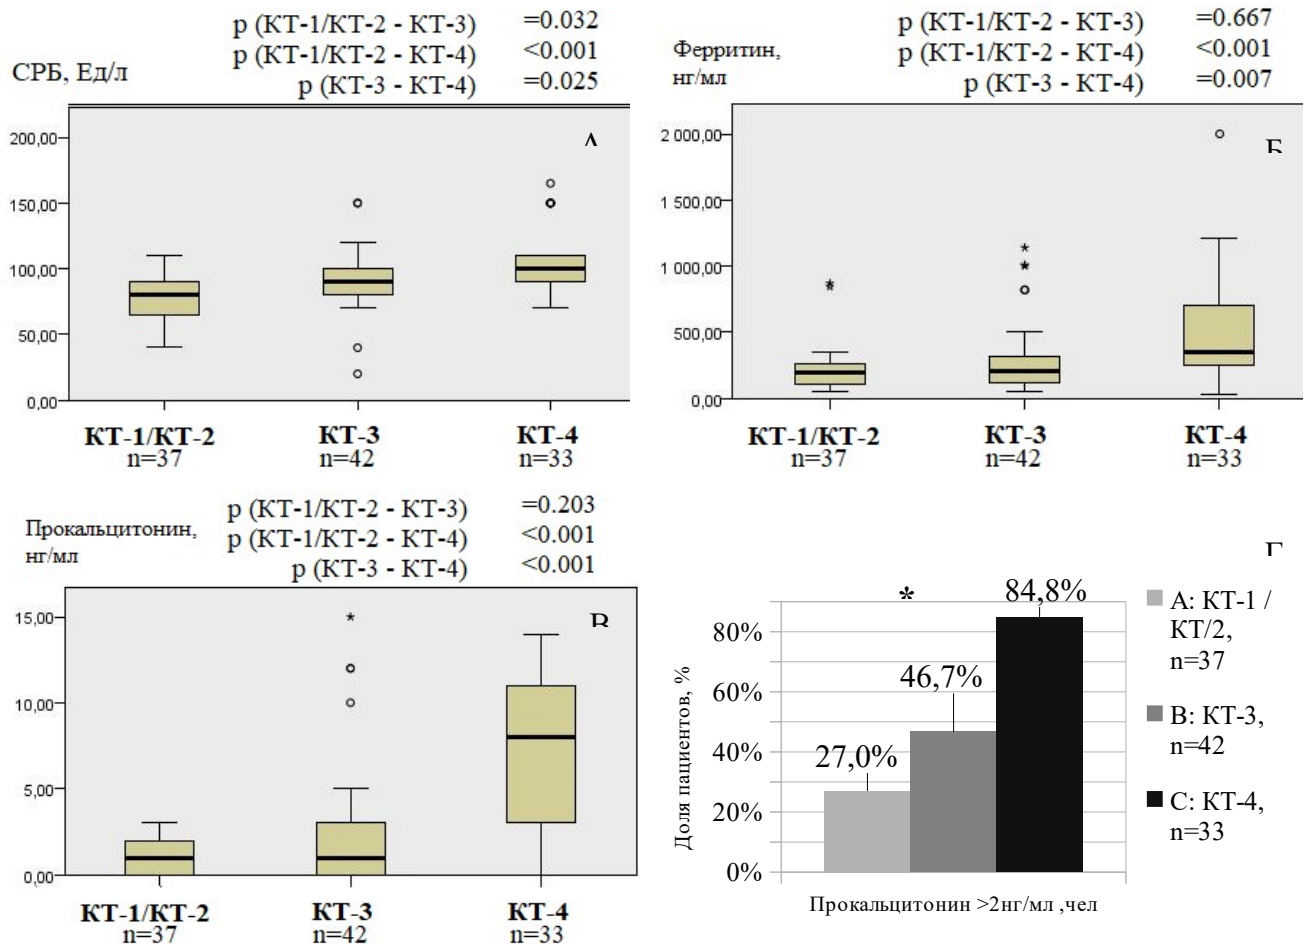 p (КТ-1/КТ-2 - КТ-3) =0.032
p (КТ-1/КТ-2 - КТ-4) <0.001
p (КТ-3 - КТ-4) =0.025
СРБ, Ед/л
200,00
150,00
100,00
50,00
0,00
КТ-1/КТ-2
n=37
КТ-3
n=42
КТ-4
n=33
p (КТ-1/КТ-2 - КТ-3) =0.667
p (КТ-1/КТ-2 - КТ-4) <0.001
p (КТ-3 - КТ-4) =0.007
Ферритин,
нг/мл
Б
2 000,00
1 500,00
1 000,00
500,00
0,00
КТ-1/КТ-2
n=37
КТ-3
n=42
КТ-4
n=33
p (КТ-1/КТ-2 - КТ-3) =0.203
p (КТ-1/КТ-2 - КТ-4) <0.001
p (КТ-3 - КТ-4) <0.001
Прокальцитонин,
нг/мл
В
15,00
10,00
5,00
0,00
КТ-1/КТ-2
n=37
КТ-3
n=42
КТ-4
n=33
Г
Доля пациентов, %
80%
60%
40%
20%
0%
27,0%
46,7%
84,8%
*
Прокальцитонин >2нг/мл ,чел
A: КТ-1 /
КТ/2,
n=37
B: КТ-3,
n=42
C: КТ-4,
n=33